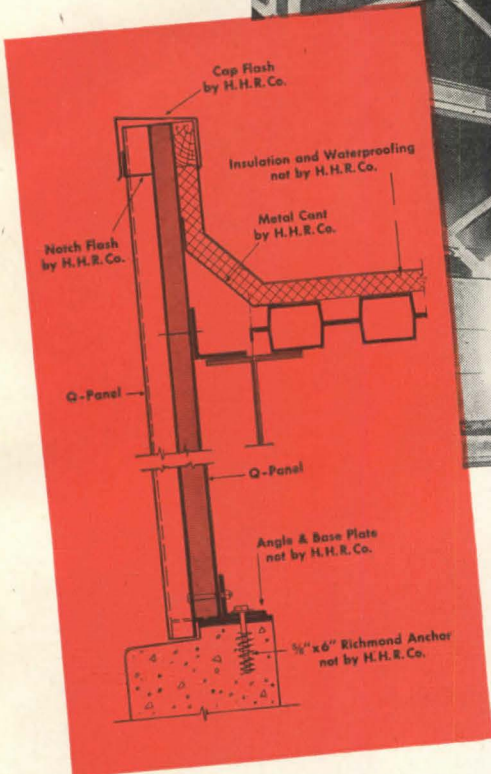 Cap Flash
by H.H.R.Co.
Insulation and Waterproofing
not by H.H.R.Co.
Metal Cant
by H.H.R.Co.
Notch Flash
by H.H.R.Co.
Q-Panel
Q-Panel
Angle & Base Plate
not by H.H.R.Co.
⅝"x6" Richmond Anchor
not by H.H.R.Co.